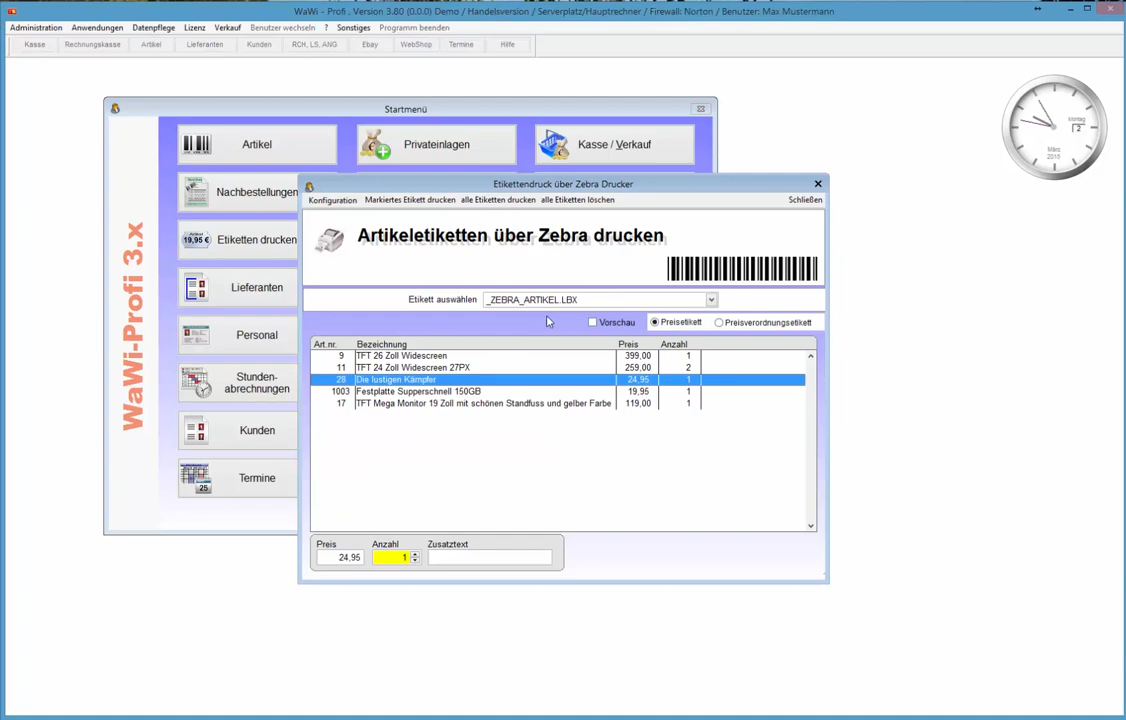 WaWi - Profi . Version 3.80 (0.0.0) Demo / Handelsversion / Serverplatz/Hauptrechner / Firewall: Norton / Benutzer: Max Mustermann
Administration Anwendungen Datenpflege Lizenz Verkauf Benutzer wechseln ? Sonstiges Programm beenden
Kasse Rechnungskasse Artikel Lieferanten Kunden RCH, LS, ANG Ebay WebShop Termine Hilfe
Startmenü
WaWi-Profi 3.x
Artikel Privateinlagen Kasse / Verkauf
Nachbestellungen
19,95 € Etiketten drucken
Lieferanten
Personal
Stunden-
abrechnungen
Kunden
25 Termine
Montag
2
März
2015
Etikettendruck über Zebra Drucker
Konfiguration Markiertes Etikett drucken alle Etiketten drucken alle Etiketten löschen Schließen
Artikeletiketten über Zebra drucken
Etikett auswählen _ZEBRA_ARTIKEL.LBX
Vorschau Preisetikett Preisverordnungsetikett
Art.nr. Bezeichnung Preis Anzahl
9 TFT 26 Zoll Widescreen 399,00 1
11 TFT 24 Zoll Widescreen 27PX 259,00 2
28 Die lustigen Kämpfer 24,95 1
1003 Festplatte Supperschnell 150GB 19,95 1
17 TFT Mega Monitor 19 Zoll mit schönen Standfuss und gelber Farbe 119,00 1
Preis Anzahl Zusatztext
24,95 1